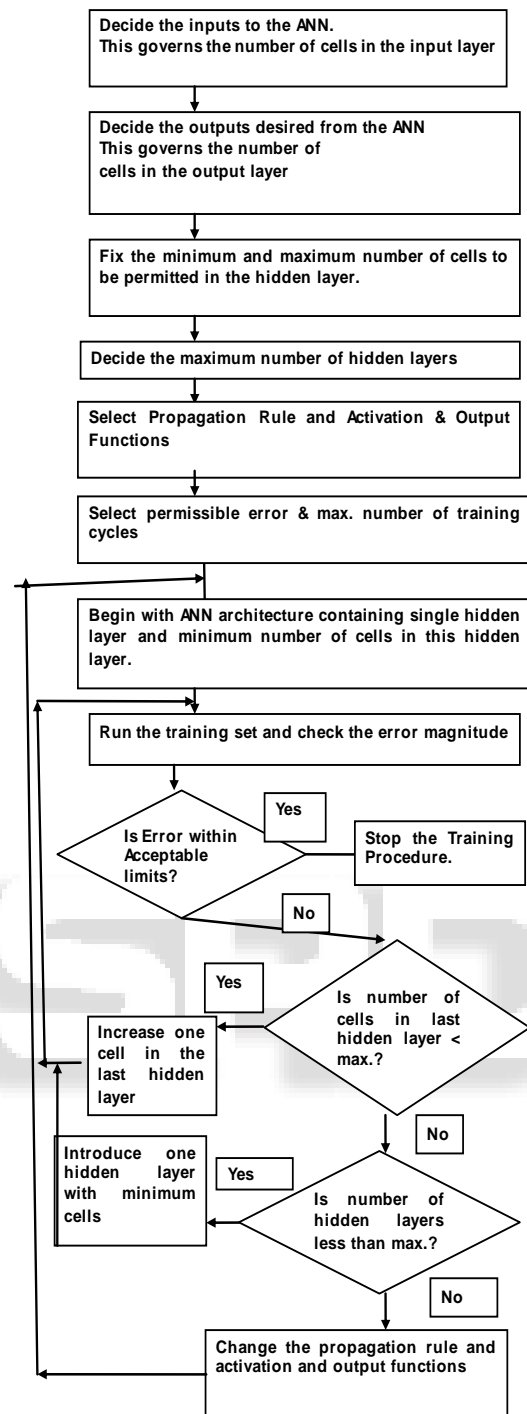 Decide the inputs to the ANN.
This governs the number of cells in the input layer
Decide the outputs desired from the ANN
This governs the number of
cells in the output layer
Fix the minimum and maximum number of cells to
be permitted in the hidden layer.
Decide the maximum number of hidden layers
Select Propagation Rule and Activation & Output
Functions
Select permissible error & max. number of training
cycles
Begin with ANN architecture containing single hidden
layer and minimum number of cells in this hidden
layer.
Run the training set and check the error magnitude
Yes
Is Error within
Acceptable
limits?
Stop the Training
Procedure.
No
Yes
Is number of
cells in last
hidden layer <
max.?
Increase one
cell in the
last hidden
layer
No
Introduce one
hidden layer
with minimum
cells
Yes
Is number of
hidden layers
less than max.?
No
Change the propagation rule and
activation and output functions